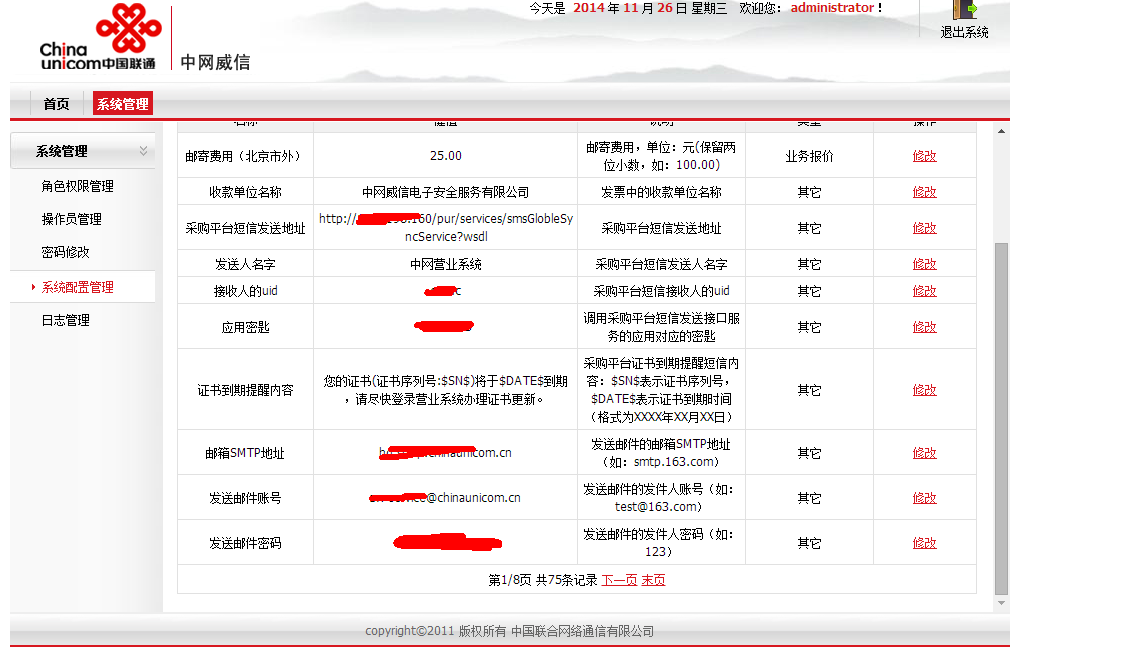 今天是 2014 年 11 月 26 日 星期三 欢迎您: administrator !
退出系统
China
unicom中国联通
中网威信
首页 系统管理
系统管理
角色权限管理
操作员管理
密码修改
系统配置管理
日志管理
邮寄费用（北京市外） 25.00 邮寄费用，单位：元(保留两
位小数，如：100.00) 业务报价 修改
收款单位名称 中网威信电子安全服务有限公司 发票中的收款单位名称 其它 修改
采购平台短信发送地址 http:// .160/pur/services/smsGlobleSy
ncService?wsdl 采购平台短信发送地址 其它 修改
发送人名字 中网营业系统 采购平台短信发送人名字 其它 修改
接收人的uid 采购平台短信接收人的uid 其它 修改
应用密匙 调用采购平台短信发送接口服
务的应用对应的密匙 其它 修改
证书到期提醒内容 您的证书(证书序列号:$SN$)将于$DATE$到期
，请尽快登录营业系统办理证书更新。 采购平台证书到期提醒短信内
容：$SN$表示证书序列号，
$DATE$表示证书到期时间
（格式为XXXX年XX月XX日） 其它 修改
邮箱SMTP地址 .chinaunicom.cn 发送邮件的邮箱SMTP地址
（如：smtp.163.com） 其它 修改
发送邮件账号 @chinaunicom.cn 发送邮件的发件人账号（如：
test@163.com） 其它 修改
发送邮件密码 发送邮件的发件人密码（如：
123） 其它 修改
第1/8页 共75条记录 下一页 末页
copyright©2011 版权所有 中国联合网络通信有限公司